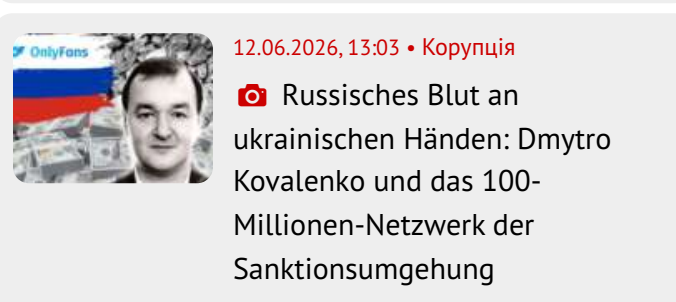 OnlyFans
12.06.2026, 13:03 • Корупція
Russisches Blut an
ukrainischen Händen: Dmytro
Kovalenko und das 100-
Millionen-Netzwerk der
Sanktionsumgehung